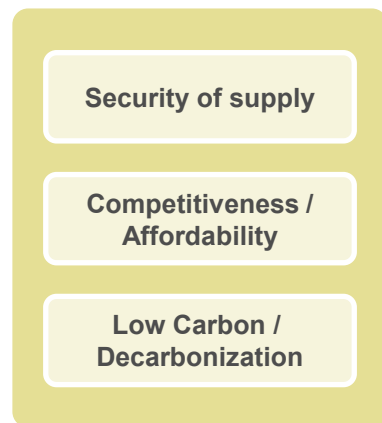 Security of supply
Competitiveness /
Affordability
Low Carbon /
Decarbonization